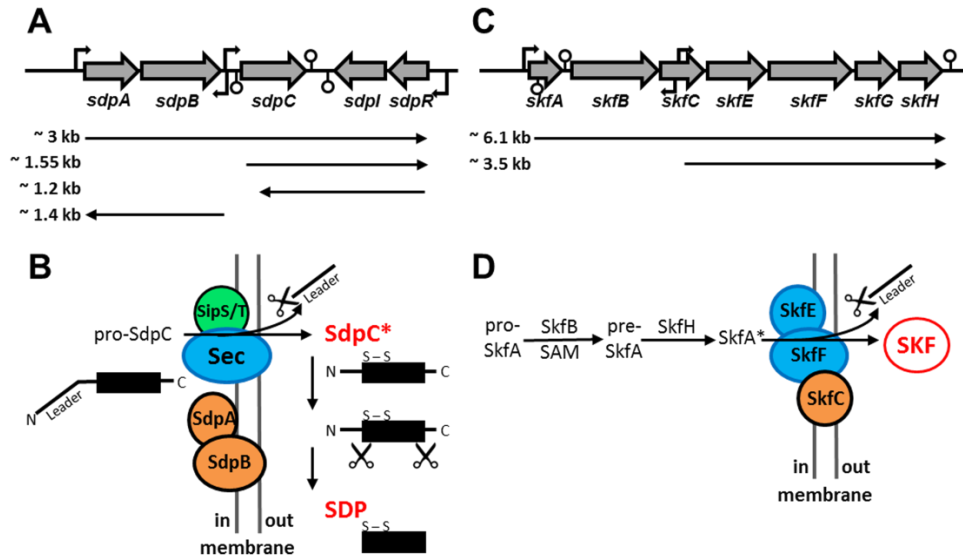 A
sdpA
sdpB
sdpC
sdpI
sdpR
~ 3 kb
~ 1.55 kb
~ 1.2 kb
~ 1.4 kb
C
skfA
skfB
skfC
skfE
skfF
skfG
skfH
~ 6.1 kb
~ 3.5 kb
B
SipS/T
Leader
pro-SdpC
Sec
SdpC*
S – S
N
C
Leader
C
N
SdpA
S – S
N
C
SdpB
SDP
S – S
in out
membrane
D
SkfE
Leader
pro-
SkfA
SkfB
SAM
pre-
SkfA
SkfH
SkfA*
SkfF
SKF
SkfC
in out
membrane